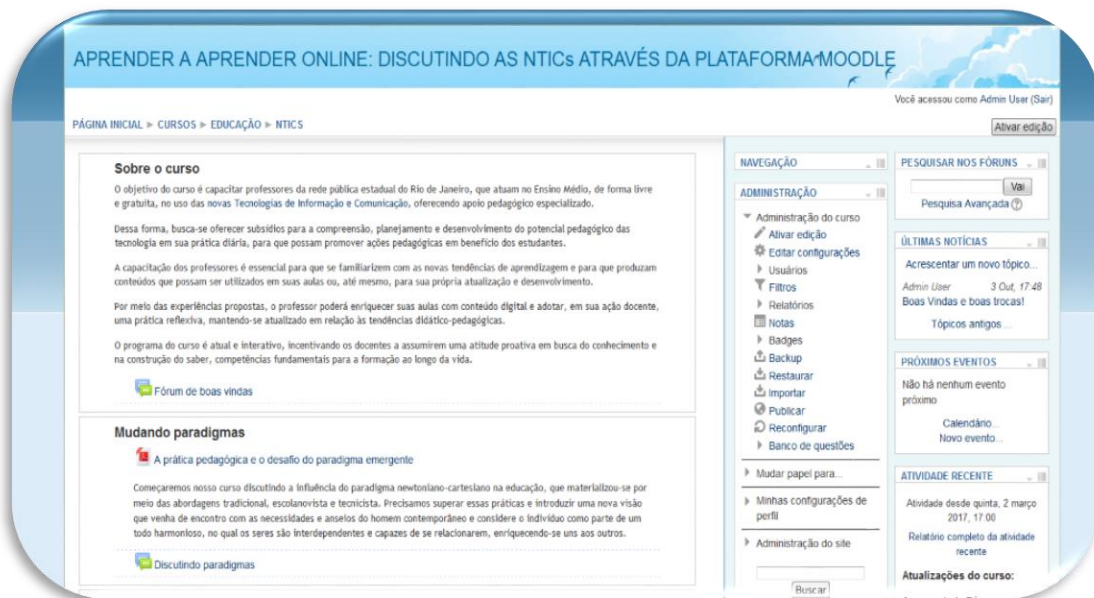 APRENDER A APRENDER ONLINE: DISCUTINDO AS NTICs ATRAVÉS DA PLATAFORMA MOODLE
Você acessou como Admin User (Sair)
PÁGINA INICIAL ► CURSOS ► EDUCAÇÃO ► NTICS
Ativar edição
Sobre o curso
O objetivo do curso é capacitar professores da rede pública estadual do Rio de Janeiro, que atuam no Ensino Médio, de forma livre
e gratuita, no uso das novas Tecnologias de Informação e Comunicação, oferecendo apoio pedagógico especializado.
Dessa forma, busca-se oferecer subsídios para a compreensão, planejamento e desenvolvimento do potencial pedagógico das
tecnologia em sua prática diária, para que possam promover ações pedagógicas em benefício dos estudantes.
A capacitação dos professores é essencial para que se familiarizem com as novas tendências de aprendizagem e para que produzam
conteúdos que possam ser utilizados em suas aulas ou, até mesmo, para sua própria atualização e desenvolvimento.
Por meio das experiências propostas, o professor poderá enriquecer suas aulas com conteúdo digital e adotar, em sua ação docente,
uma prática reflexiva, mantendo-se atualizado em relação às tendências didático-pedagógicas.
O programa do curso é atual e interativo, incentivando os docentes a assumirem uma atitude proativa em busca do conhecimento e
na construção do saber, competências fundamentais para a formação ao longo da vida.
Fórum de boas vindas
Mudando paradigmas
A prática pedagógica e o desafio do paradigma emergente
Começaremos nosso curso discutindo a influência do paradigma newtoniano-cartesiano na educação, que materializou-se por
meio das abordagens tradicional, escolanovista e tecnicista. Precisamos superar essas práticas e introduzir uma nova visão
que venha de encontro com as necessidades e anseios do homem contemporâneo e considere o indivíduo como parte de um
todo harmonioso, no qual os seres são interdependentes e capazes de se relacionarem, enriquecendo-se uns aos outros.
Discutindo paradigmas
NAVEGAÇÃO
ADMINISTRAÇÃO
Administração do curso
Ativar edição
Editar configurações
Usuários
Filtros
Relatórios
Notas
Badges
Backup
Restaurar
Importar
Publicar
Reconfigurar
Banco de questões
Mudar papel para...
Minhas configurações de
perfil
Administração do site
Buscar
PESQUISAR NOS FÓRUNS
Vai
Pesquisa Avançada
ÚLTIMAS NOTÍCIAS
Acrescentar um novo tópico...
Admin User 3 Out, 17:48
Boas Vindas e boas trocas!
Tópicos antigos ...
PRÓXIMOS EVENTOS
Não há nenhum evento
próximo
Calendário...
Novo evento...
ATIVIDADE RECENTE
Atividade desde quinta, 2 março
2017, 17:00
Relatório completo da atividade
recente
Atualizações do curso: